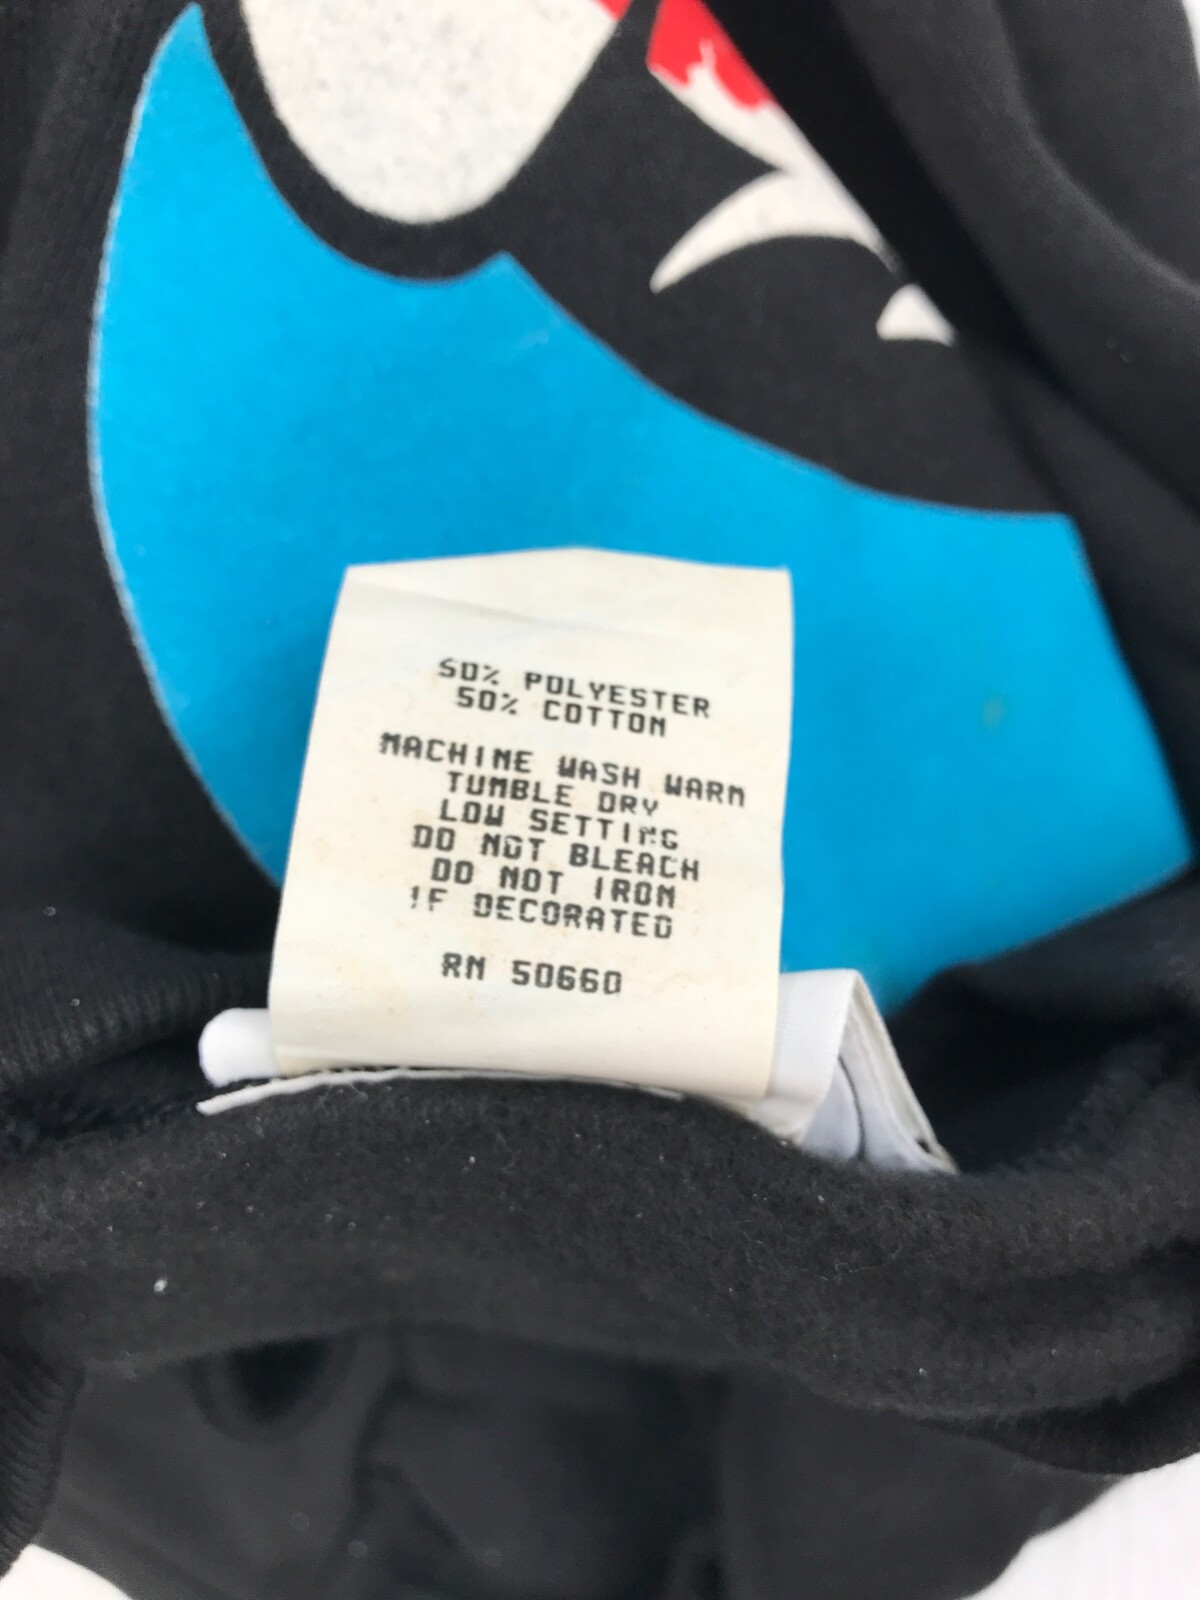 50% POLYESTER
50% COTTON
MACHINE WASH WARM
TUMBLE DRY
LOW SETTING
DO NOT BLEACH
DO NOT IRON
IF DECORATED
RN 50660